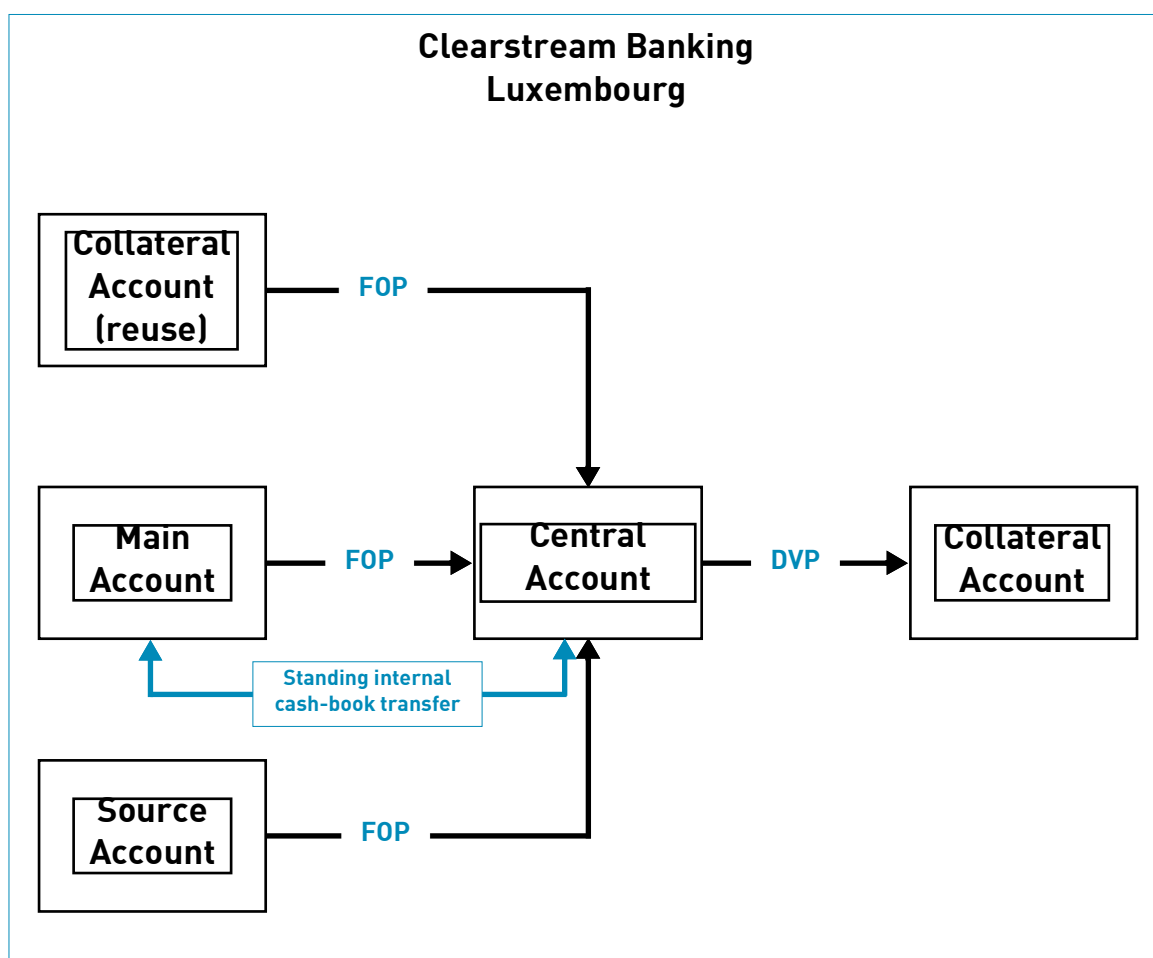 Clearstream Banking
Luxembourg
Collateral
Account
(reuse)
FOP
Main
Account
FOP
Central
Account
DVP
Collateral
Account
Standing internal
cash-book transfer
Source
Account
FOP